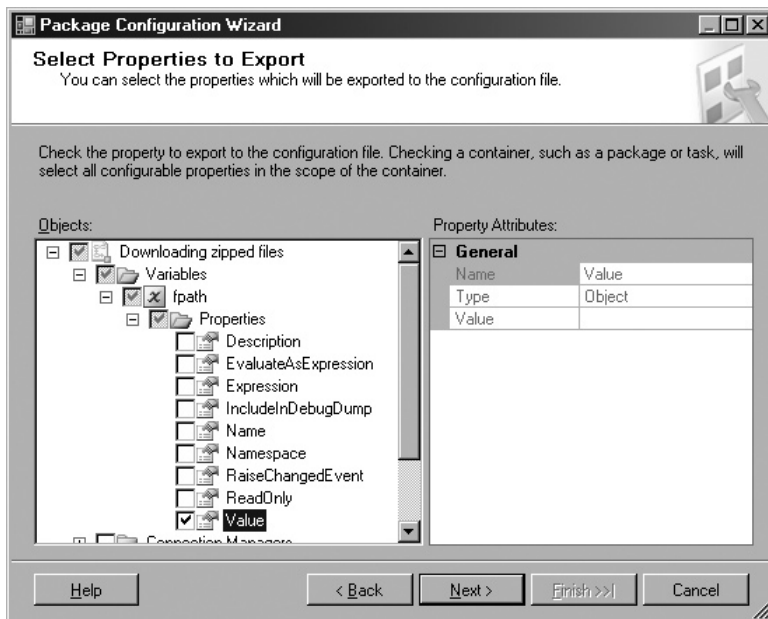 Package Configuration Wizard
Select Properties to Export
You can select the properties which will be exported to the configuration file.
Check the property to export to the configuration file. Checking a container, such as a package or task, will
select all configurable properties in the scope of the container.
Objects:
Downloading zipped files
Variables
fpath
Properties
Description
EvaluateAsExpression
Expression
IncludeInDebugDump
Name
Namespace
RaiseChangedEvent
ReadOnly
Value
Connection Managers
Property Attributes:
General
Name Value
Type Object
Value
Help < Back Next > Finish >>| Cancel